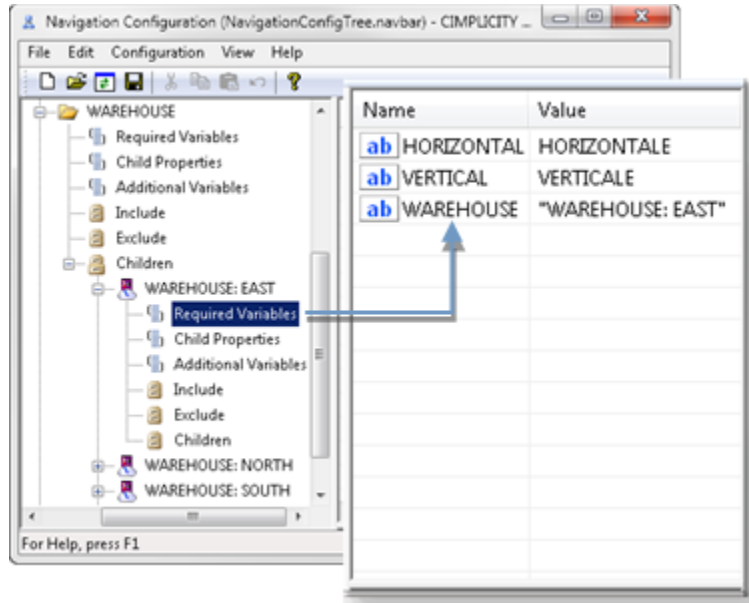 Navigation Configuration (NavigationConfigTree.navbar) - CIMPLICITY ...
File Edit Configuration View Help
WAREHOUSE
Required Variables
Child Properties
Additional Variables
Include
Exclude
Children
WAREHOUSE: EAST
Required Variables
Child Properties
Additional Variables
Include
Exclude
Children
WAREHOUSE: NORTH
WAREHOUSE: SOUTH
For Help, press F1
Name Value
ab HORIZONTAL HORIZONTALE
ab VERTICAL VERTICALE
ab WAREHOUSE "WAREHOUSE: EAST"